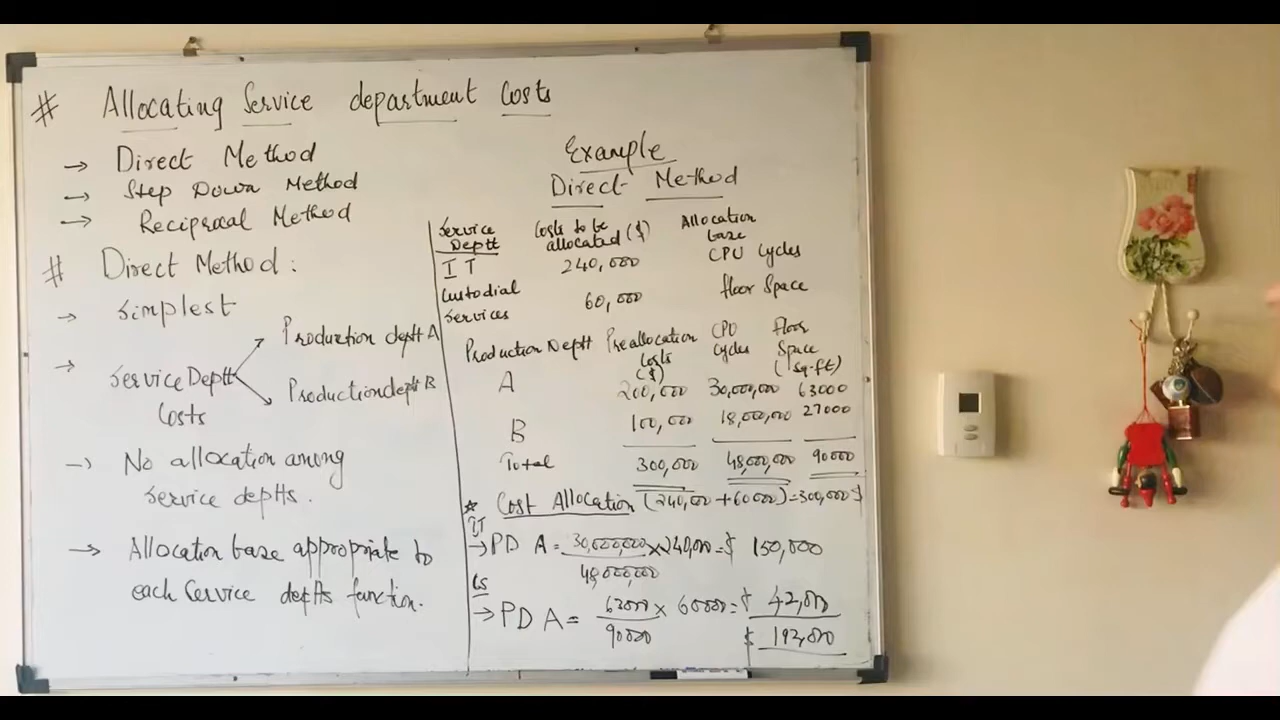 # Allocating Service department Costs
→ Direct Method
→ Step Down Method
→ Reciprocal Method
# Direct Method :
→ Simplest
→ Service Deptt Costs
Production deptt A
Production deptt B
→ No allocation among
Service deptts.
→ Allocation base appropriate to
each Service deptts function.
Example
Direct Method
Service Deptt Costs to be allocated ($) Allocation base
IT 240,000 CPU Cycles
Custodial Services 60,000 floor Space
Production Deptt Pre allocation Costs ($) CPU Cycles floor Space (sq.ft)
A 200,000 30,000,000 63000
B 100,000 18,000,000 27000
Total 300,000 48,000,000 90000
* Cost Allocation (240,000 + 60000) = 300,000 $
IT
→ PD A = 30,000,000 / 48,000,000 × 240,000 = $ 150,000
CS
→ PD A = 63000 / 90000 × 60000 = $ 42,000
$ 192,000